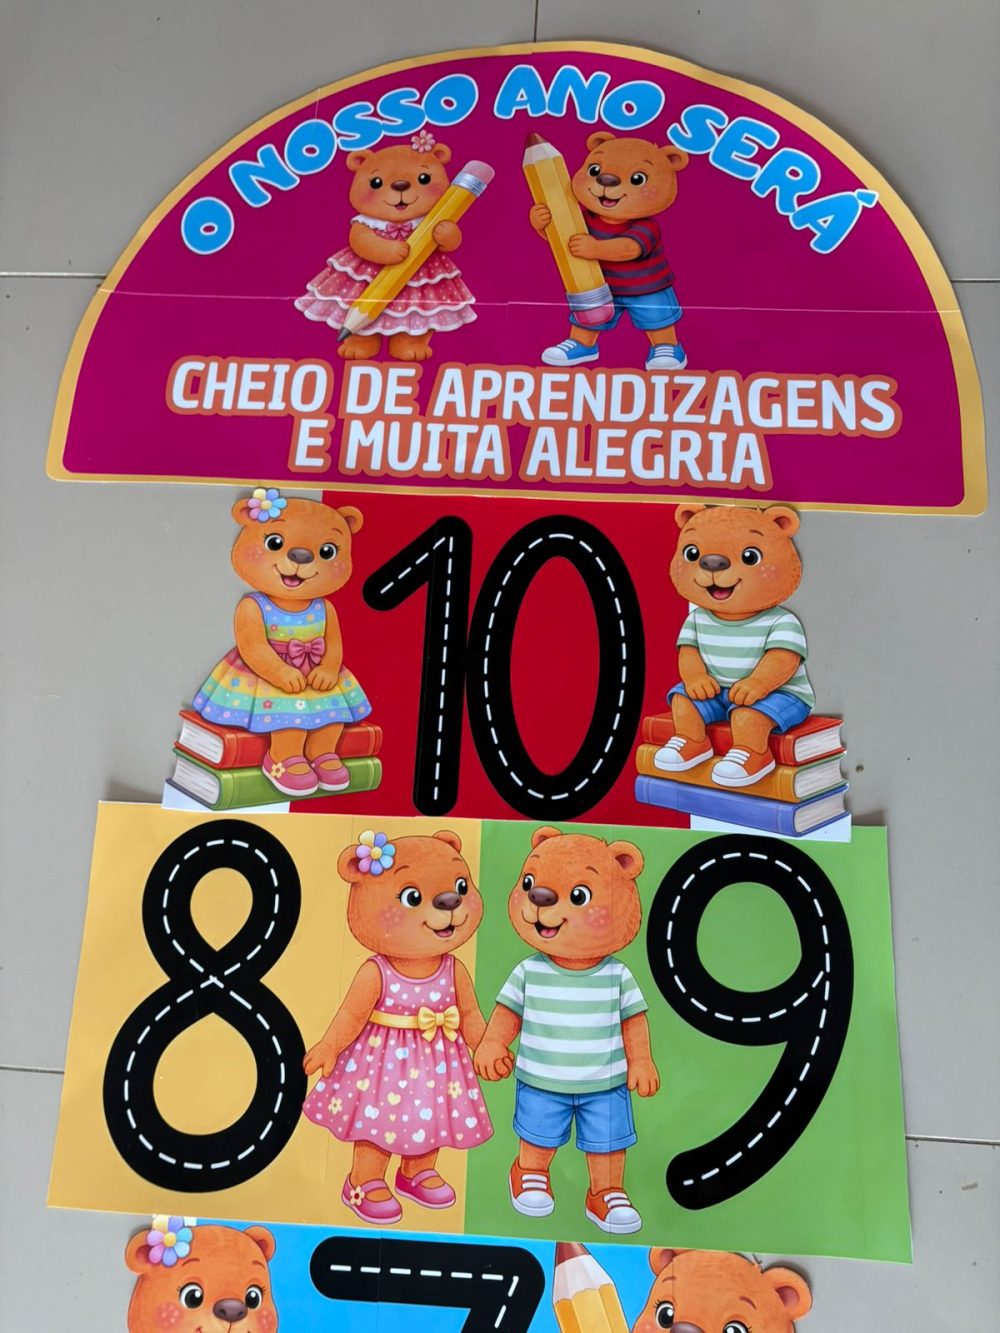 O NOSSO ANO SERÁ
CHEIO DE APRENDIZAGENS
E MUITA ALEGRIA
10
8 9
7